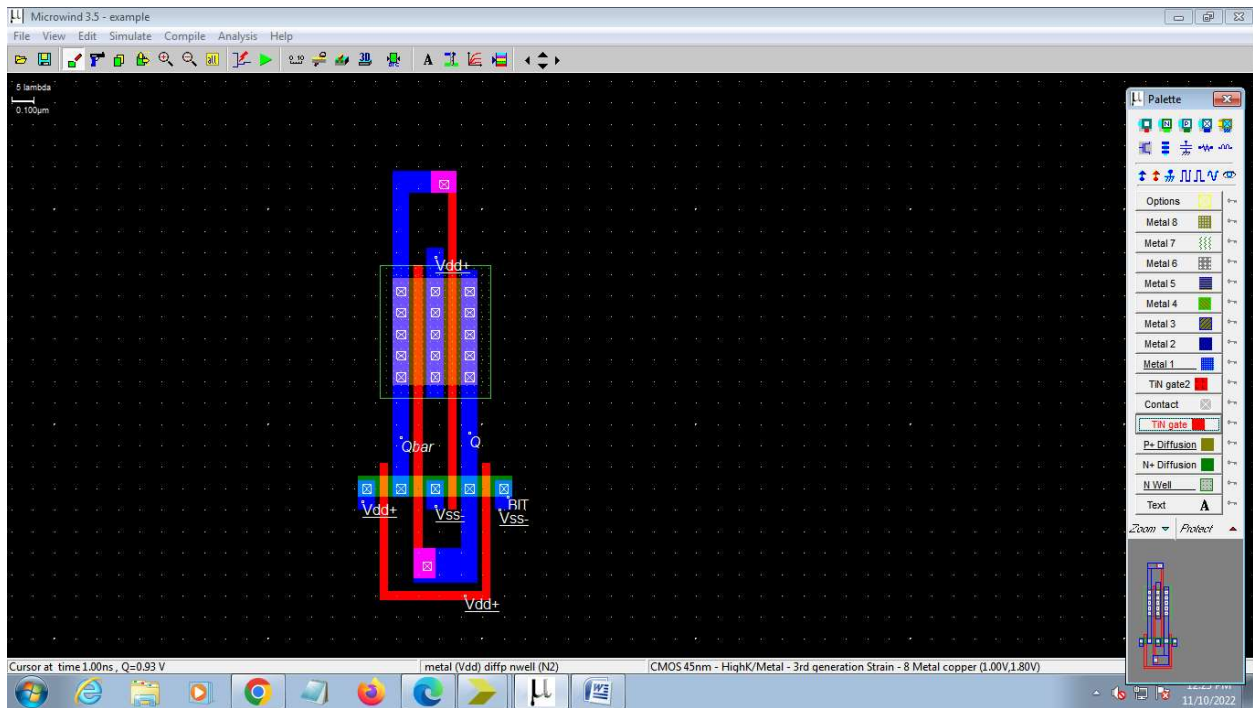 Microwind 3.5 - example
File View Edit Simulate Compile Analysis Help
5 lambda
0.100µm
Palette
Options
Metal 8
Metal 7
Metal 6
Metal 5
Metal 4
Metal 3
Metal 2
Metal 1
TiN gate2
Contact
TiN gate
P+ Diffusion
N+ Diffusion
N Well
Text A
Zoom Protect
Vdd+
Qbar
Q
Vdd+
Vss-
BIT
Vss-
Vdd+
Cursor at time 1.00ns , Q=0.93 V
metal (Vdd) diffp nwell (N2)
CMOS 45nm - HighK/Metal - 3rd generation Strain - 8 Metal copper (1.00V,1.80V)
12:23 PM
11/10/2022